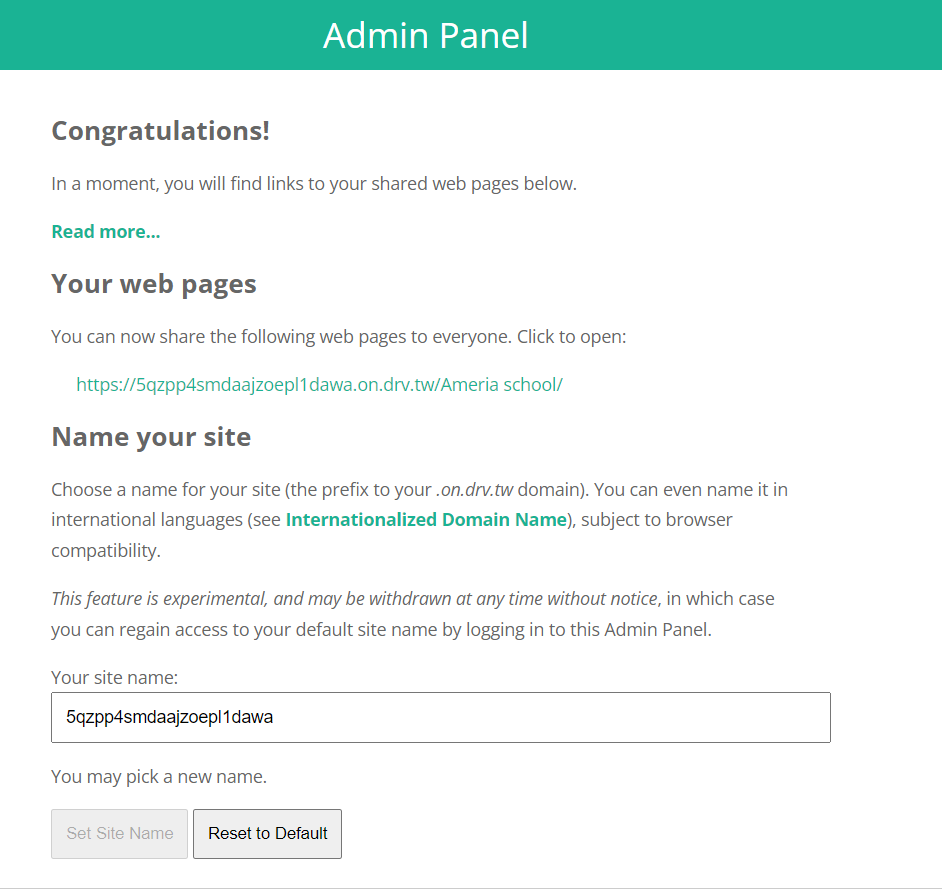 Admin Panel
Congratulations!
In a moment, you will find links to your shared web pages below.
Read more...
Your web pages
You can now share the following web pages to everyone. Click to open:
https://5qzpp4smdaajzoepl1dawa.on.drv.tw/Ameria school/
Name your site
Choose a name for your site (the prefix to your .on.drv.tw domain). You can even name it in
international languages (see Internationalized Domain Name), subject to browser
compatibility.
This feature is experimental, and may be withdrawn at any time without notice, in which case
you can regain access to your default site name by logging in to this Admin Panel.
Your site name:
5qzpp4smdaajzoepl1dawa
You may pick a new name.
Set Site Name Reset to Default